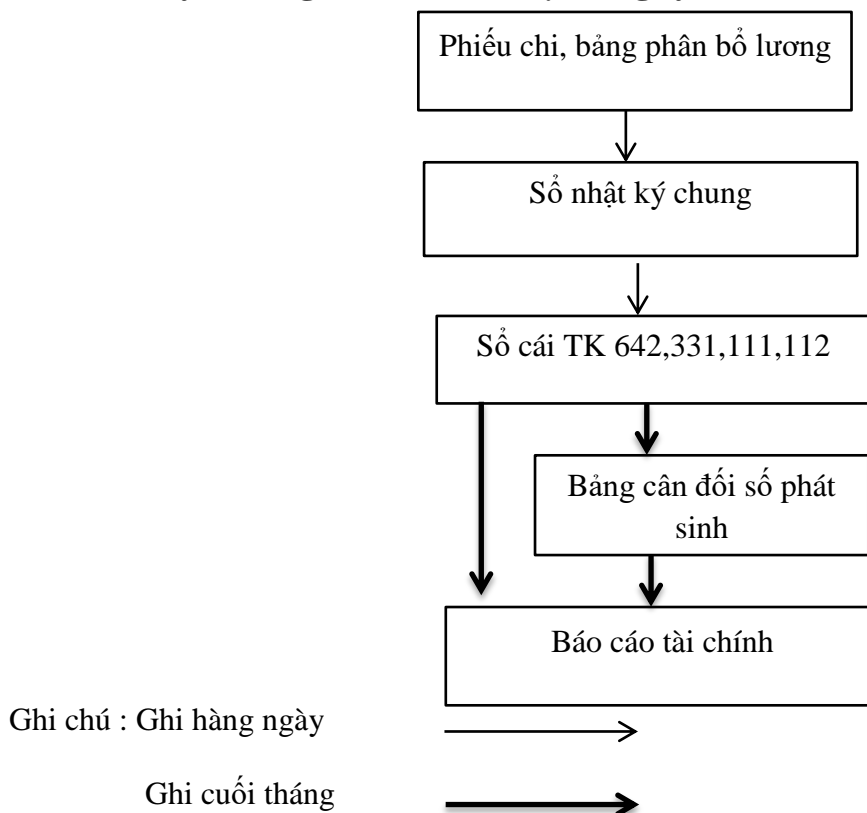 Phiếu chi, bảng phân bổ lương
Sổ nhật ký chung
Sổ cái TK 642,331,111,112
Bảng cân đối số phát
sinh
Báo cáo tài chính
Ghi chú : Ghi hàng ngày
Ghi cuối tháng